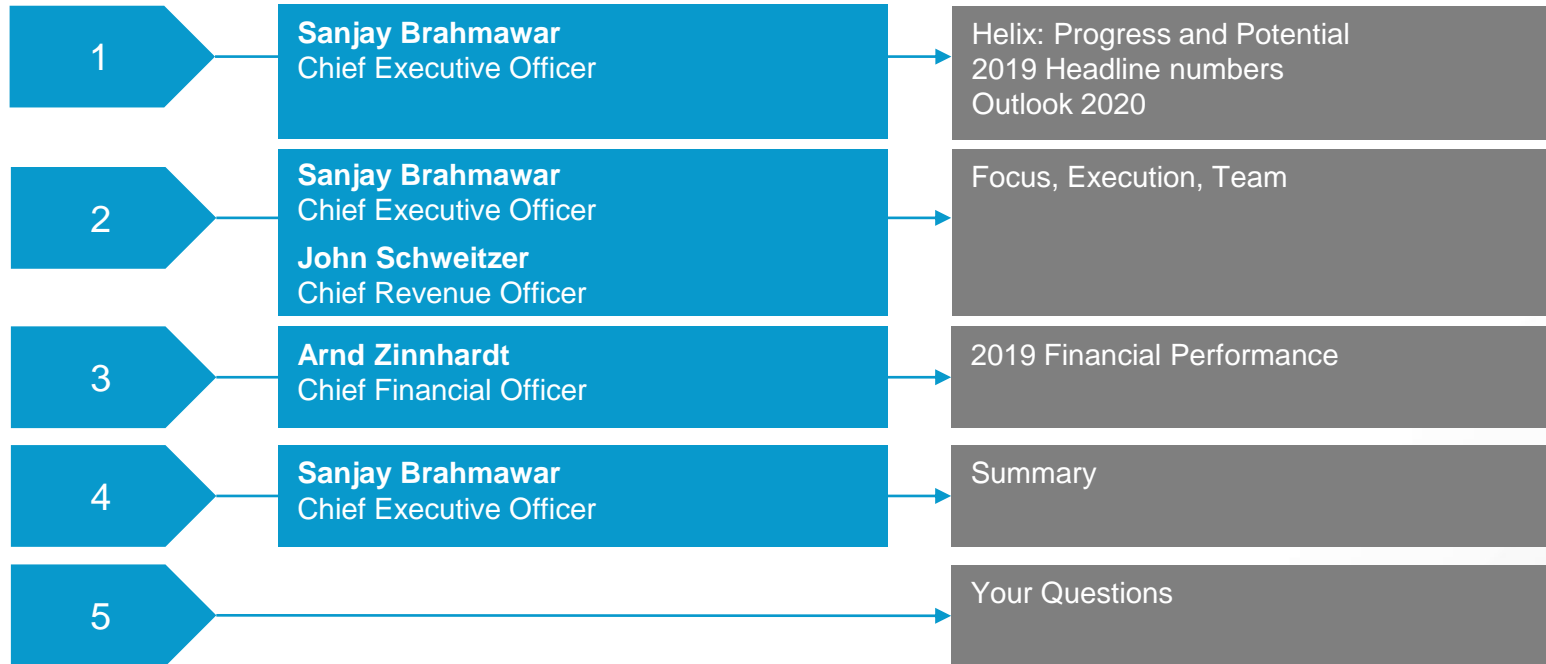 1
Sanjay Brahmawar
Chief Executive Officer
Helix: Progress and Potential
2019 Headline numbers
Outlook 2020
2
Sanjay Brahmawar
Chief Executive Officer
John Schweitzer
Chief Revenue Officer
Focus, Execution, Team
3
Arnd Zinnhardt
Chief Financial Officer
2019 Financial Performance
4
Sanjay Brahmawar
Chief Executive Officer
Summary
5
Your Questions